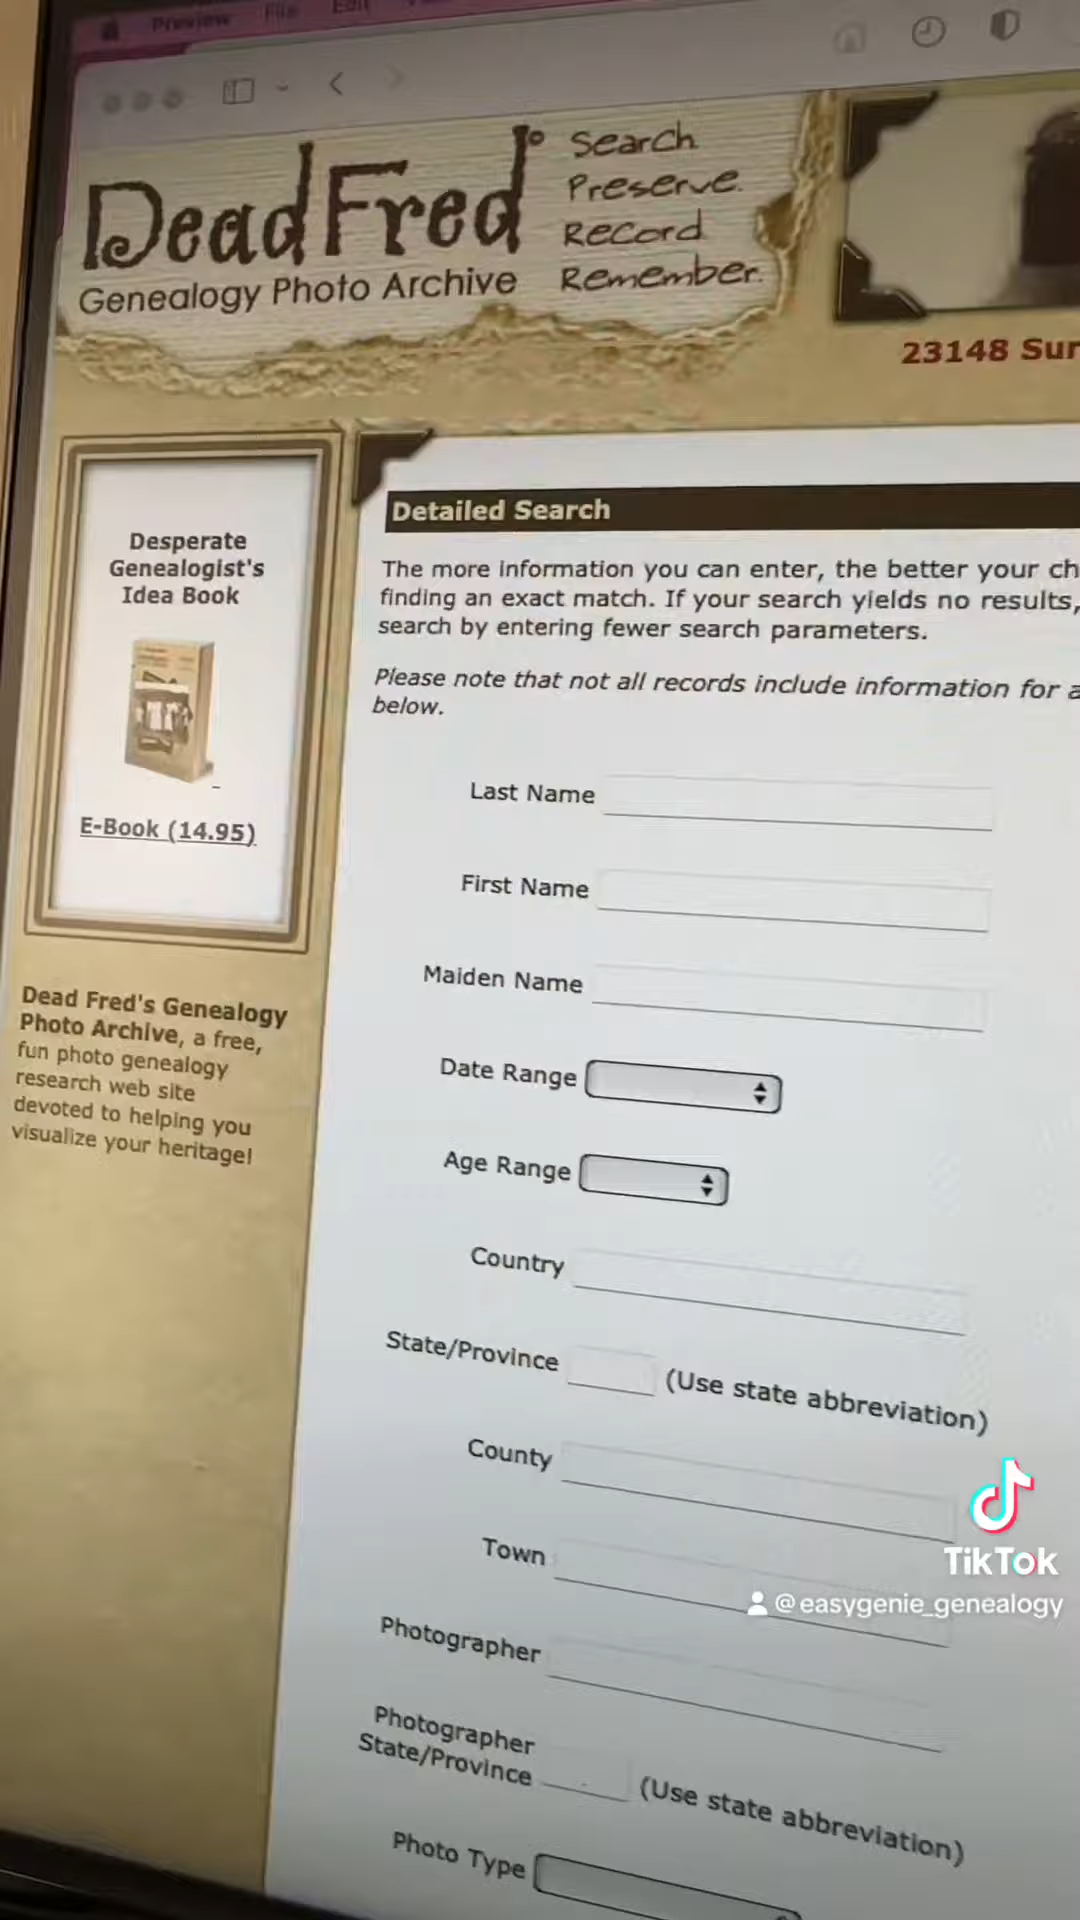 Preview File Edit
DeadFred
Genealogy Photo Archive
Search.
Preserve.
Record.
Remember.
23148 Sur
Desperate
Genealogist's
Idea Book
E-Book (14.95)
Dead Fred's Genealogy
Photo Archive, a free,
fun photo genealogy
research web site
devoted to helping you
visualize your heritage!
Detailed Search
The more information you can enter, the better your ch
finding an exact match. If your search yields no results,
search by entering fewer search parameters.
Please note that not all records include information for a
below.
Last Name
First Name
Maiden Name
Date Range
Age Range
Country
State/Province (Use state abbreviation)
County
Town
Photographer
Photographer
State/Province (Use state abbreviation)
Photo Type
TikTok
@easygenie_genealogy